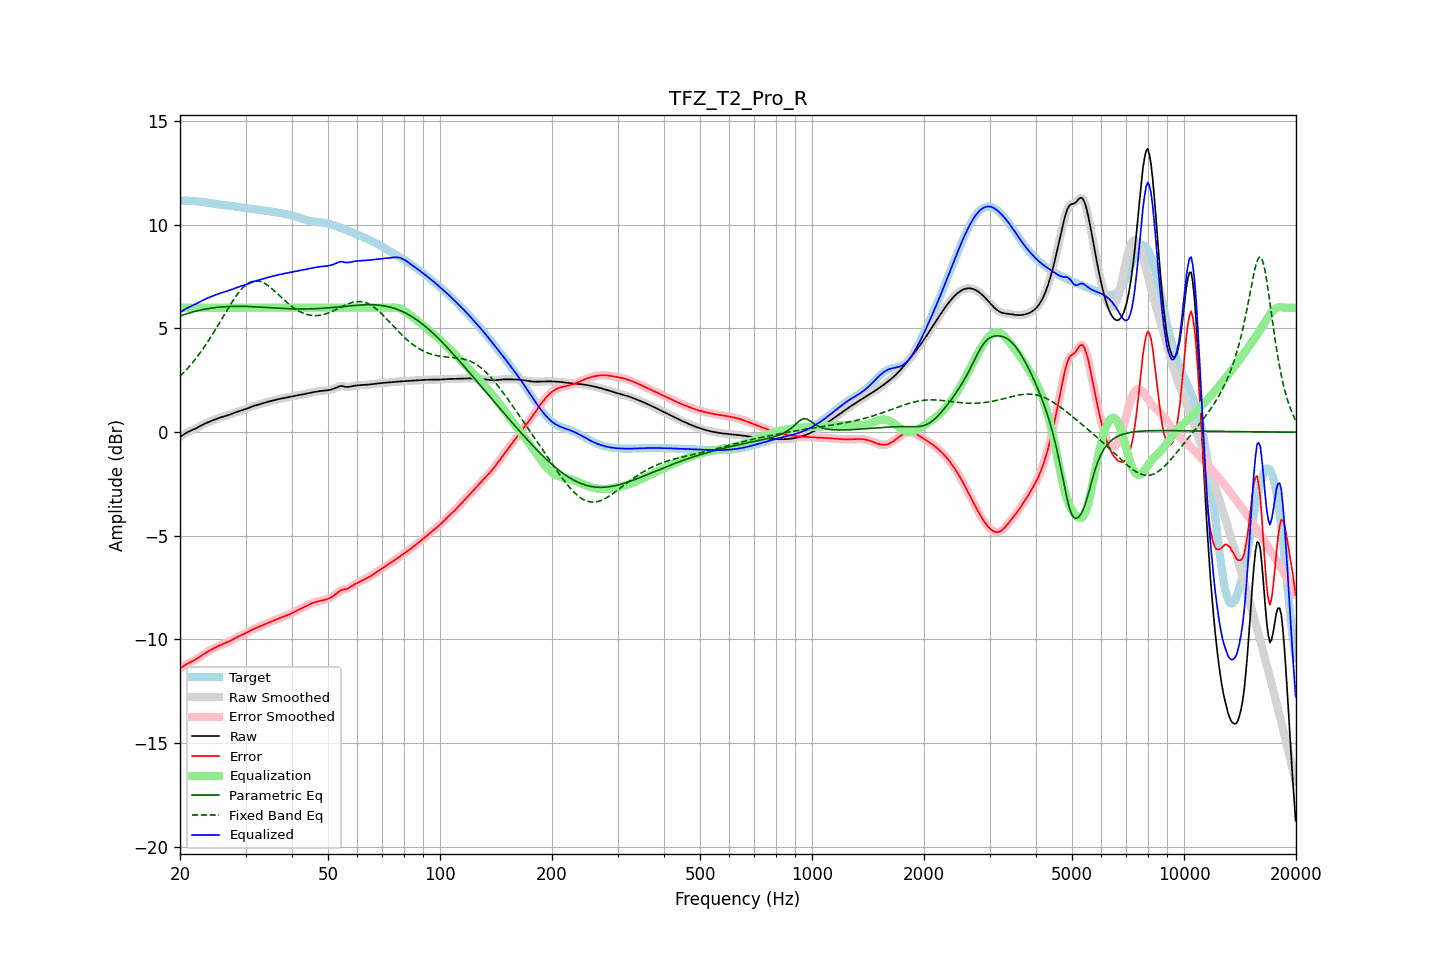 TFZ_T2_Pro_R
15
10
5
0
−5
−10
−15
−20
Amplitude (dBr)
Target
Raw Smoothed
Error Smoothed
Raw
Error
Equalization
Parametric Eq
Fixed Band Eq
Equalized
20 50 100 200 500 1000 2000 5000 10000 20000
Frequency (Hz)